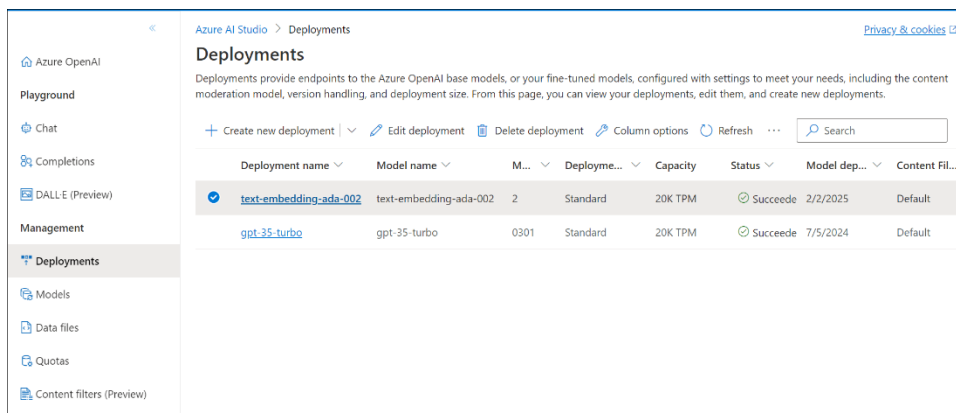 «
Azure OpenAI
Playground
Chat
Completions
DALL·E (Preview)
Management
Deployments
Models
Data files
Quotas
Content filters (Preview)
Azure AI Studio > Deployments
Privacy & cookies
Deployments
Deployments provide endpoints to the Azure OpenAI base models, or your fine-tuned models, configured with settings to meet your needs, including the content
moderation model, version handling, and deployment size. From this page, you can view your deployments, edit them, and create new deployments.
+ Create new deployment | Edit deployment Delete deployment Column options Refresh ··· Search
Deployment name Model name M... Deployme... Capacity Status Model dep... Content Fil...
text-embedding-ada-002 text-embedding-ada-002 2 Standard 20K TPM Succeede 2/2/2025 Default
gpt-35-turbo gpt-35-turbo 0301 Standard 20K TPM Succeede 7/5/2024 Default